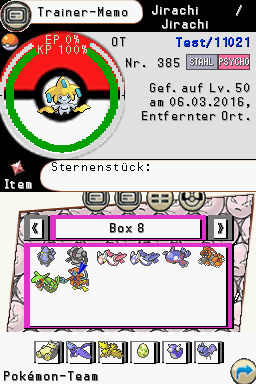 Trainer-Memo
Jirachi /
Jirachi
EP 0%
KP 100%
OT Test/11021
Nr. 385 STAHL PSYCHO
Gef. auf Lv. 50
am 06.03.2016,
Entfernter Ort.
Sternenstück:
Item
Box 8
Pokémon-Team